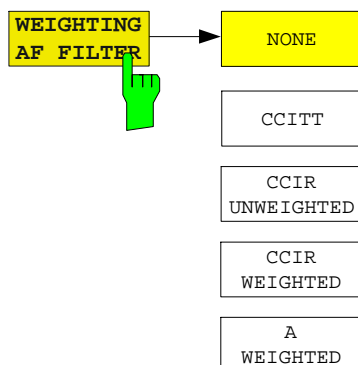 WEIGHTING
AF FILTER
NONE
CCITT
CCIR
UNWEIGHTED
CCIR
WEIGHTED
A
WEIGHTED